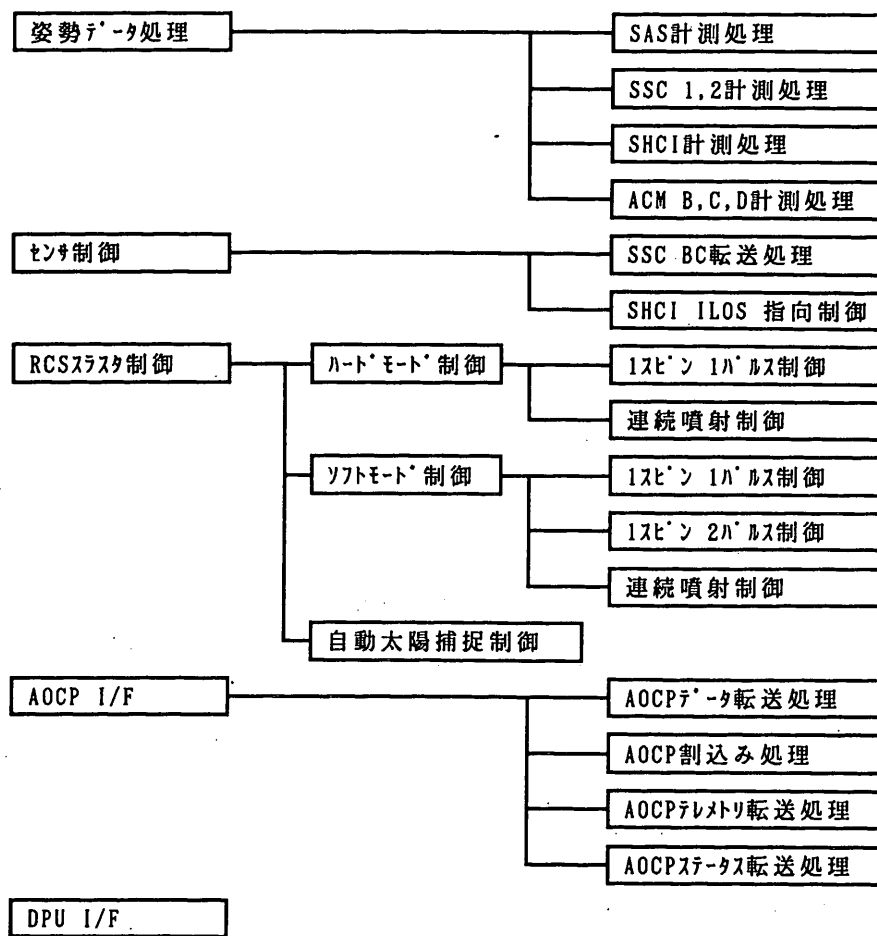 姿勢ﾃﾞｰﾀ処理
SAS計測処理
SSC 1,2計測処理
SHCI計測処理
ACM B,C,D計測処理
ｾﾝｻ制御
SSC BC転送処理
SHCI ILOS 指向制御
RCSｽﾗｽﾀ制御
ﾊｰﾄﾞﾓｰﾄﾞ制御
1ｽﾋﾟﾝ 1ﾊﾟﾙｽ制御
連続噴射制御
ｿﾌﾄﾓｰﾄﾞ制御
1ｽﾋﾟﾝ 1ﾊﾟﾙｽ制御
1ｽﾋﾟﾝ 2ﾊﾟﾙｽ制御
連続噴射制御
自動太陽捕捉制御
AOCP I/F
AOCPﾃﾞｰﾀ転送処理
AOCP割込み処理
AOCPﾃﾚﾒﾄﾘ転送処理
AOCPｽﾃｰﾀｽ転送処理
DPU I/F